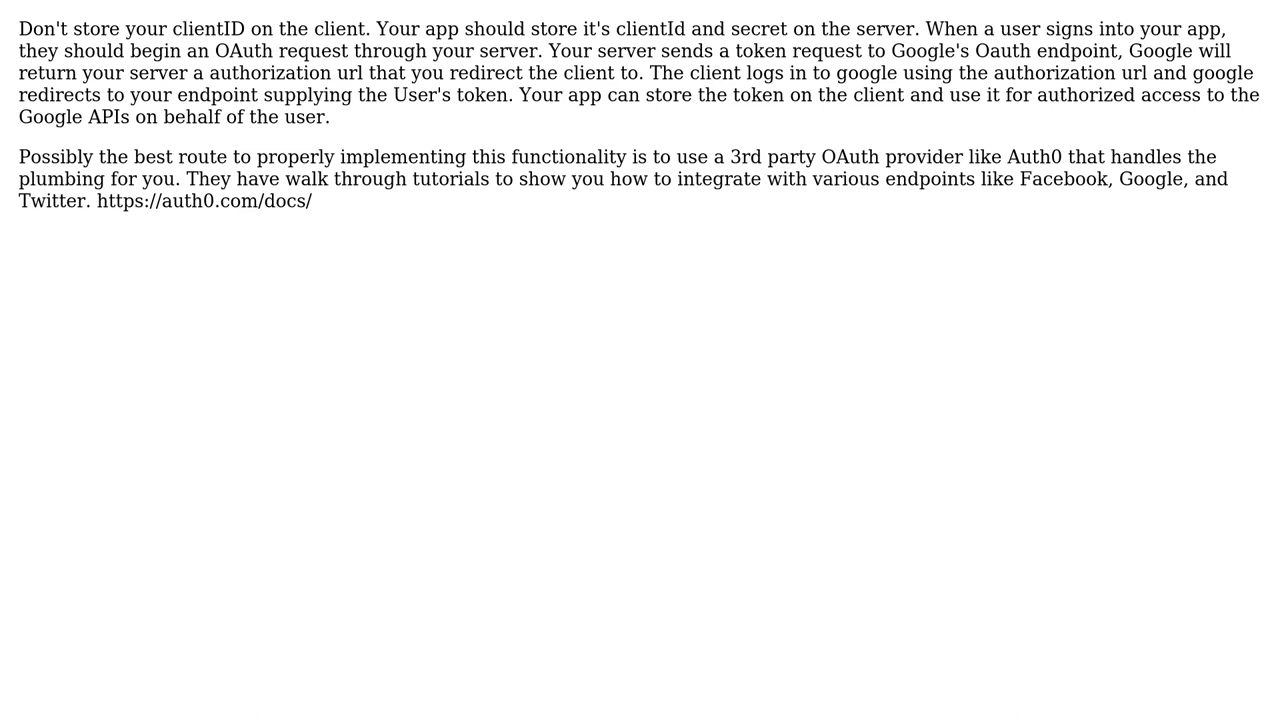 Don't store your clientID on the client. Your app should store it's clientId and secret on the server. When a user signs into your app,
they should begin an OAuth request through your server. Your server sends a token request to Google's Oauth endpoint, Google will
return your server a authorization url that you redirect the client to. The client logs in to google using the authorization url and google
redirects to your endpoint supplying the User's token. Your app can store the token on the client and use it for authorized access to the
Google APIs on behalf of the user.
Possibly the best route to properly implementing this functionality is to use a 3rd party OAuth provider like Auth0 that handles the
plumbing for you. They have walk through tutorials to show you how to integrate with various endpoints like Facebook, Google, and
Twitter. https://auth0.com/docs/